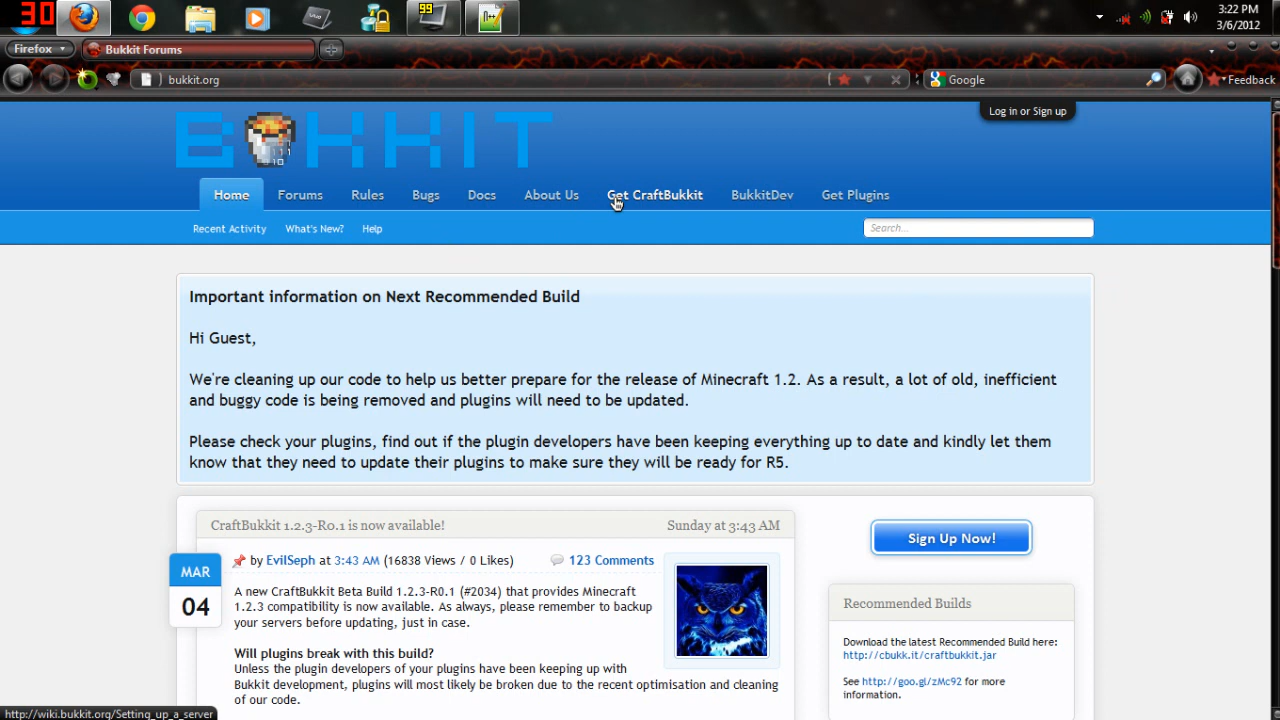 30
99
3:22 PM
3/6/2012
Firefox
Bukkit Forums
bukkit.org
Google
Feedback
Log in or Sign up
BUKKIT
Home Forums Rules Bugs Docs About Us Get CraftBukkit BukkitDev Get Plugins
Recent Activity What's New? Help
Search...
Important information on Next Recommended Build
Hi Guest,
We're cleaning up our code to help us better prepare for the release of Minecraft 1.2. As a result, a lot of old, inefficient
and buggy code is being removed and plugins will need to be updated.
Please check your plugins, find out if the plugin developers have been keeping everything up to date and kindly let them
know that they need to update their plugins to make sure they will be ready for R5.
CraftBukkit 1.2.3-R0.1 is now available! Sunday at 3:43 AM
MAR
04
by EvilSeph at 3:43 AM (16838 Views / 0 Likes) 123 Comments
A new CraftBukkit Beta Build 1.2.3-R0.1 (#2034) that provides Minecraft
1.2.3 compatibility is now available. As always, please remember to backup
your servers before updating, just in case.
Will plugins break with this build?
Unless the plugin developers of your plugins have been keeping up with
Bukkit development, plugins will most likely be broken due to the recent optimisation and cleaning
of our code.
Sign Up Now!
Recommended Builds
Download the latest Recommended Build here:
http://cbukk.it/craftbukkit.jar
See http://goo.gl/zMc92 for more
information.
http://wiki.bukkit.org/Setting_up_a_server